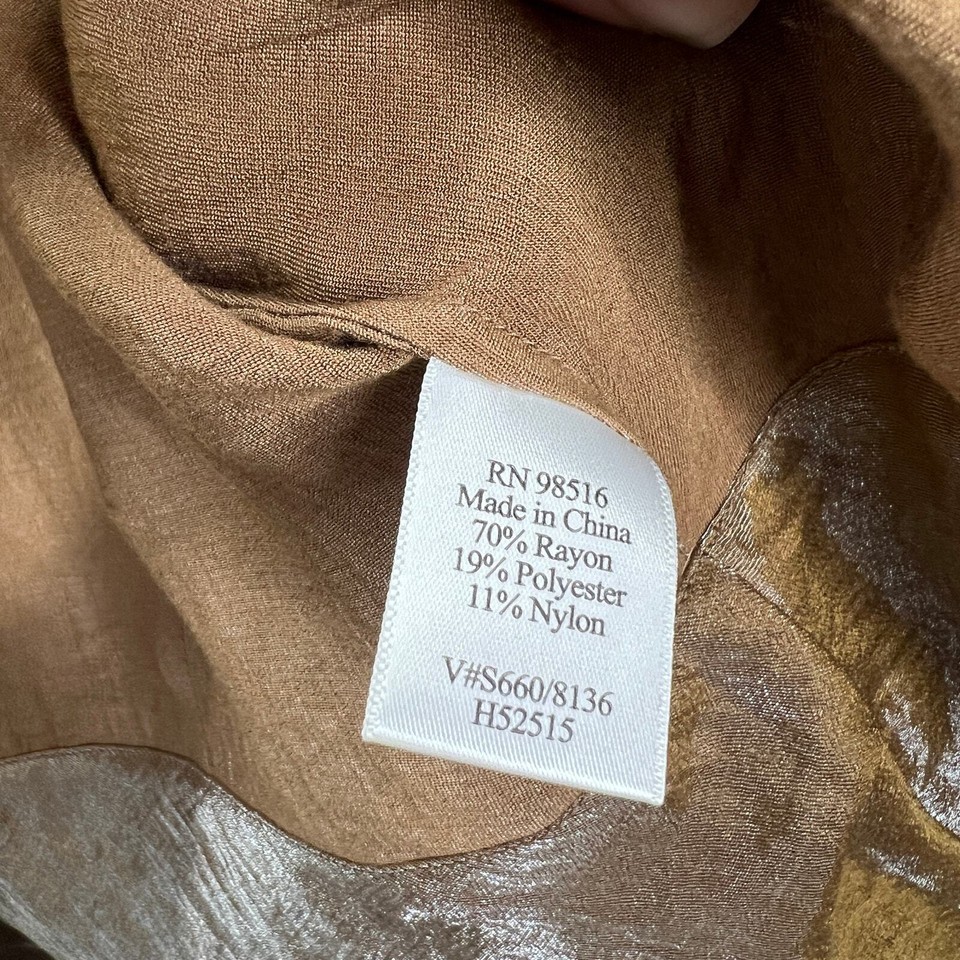 RN 98516
Made in China
70% Rayon
19% Polyester
11% Nylon
V#S660/8136
H52515